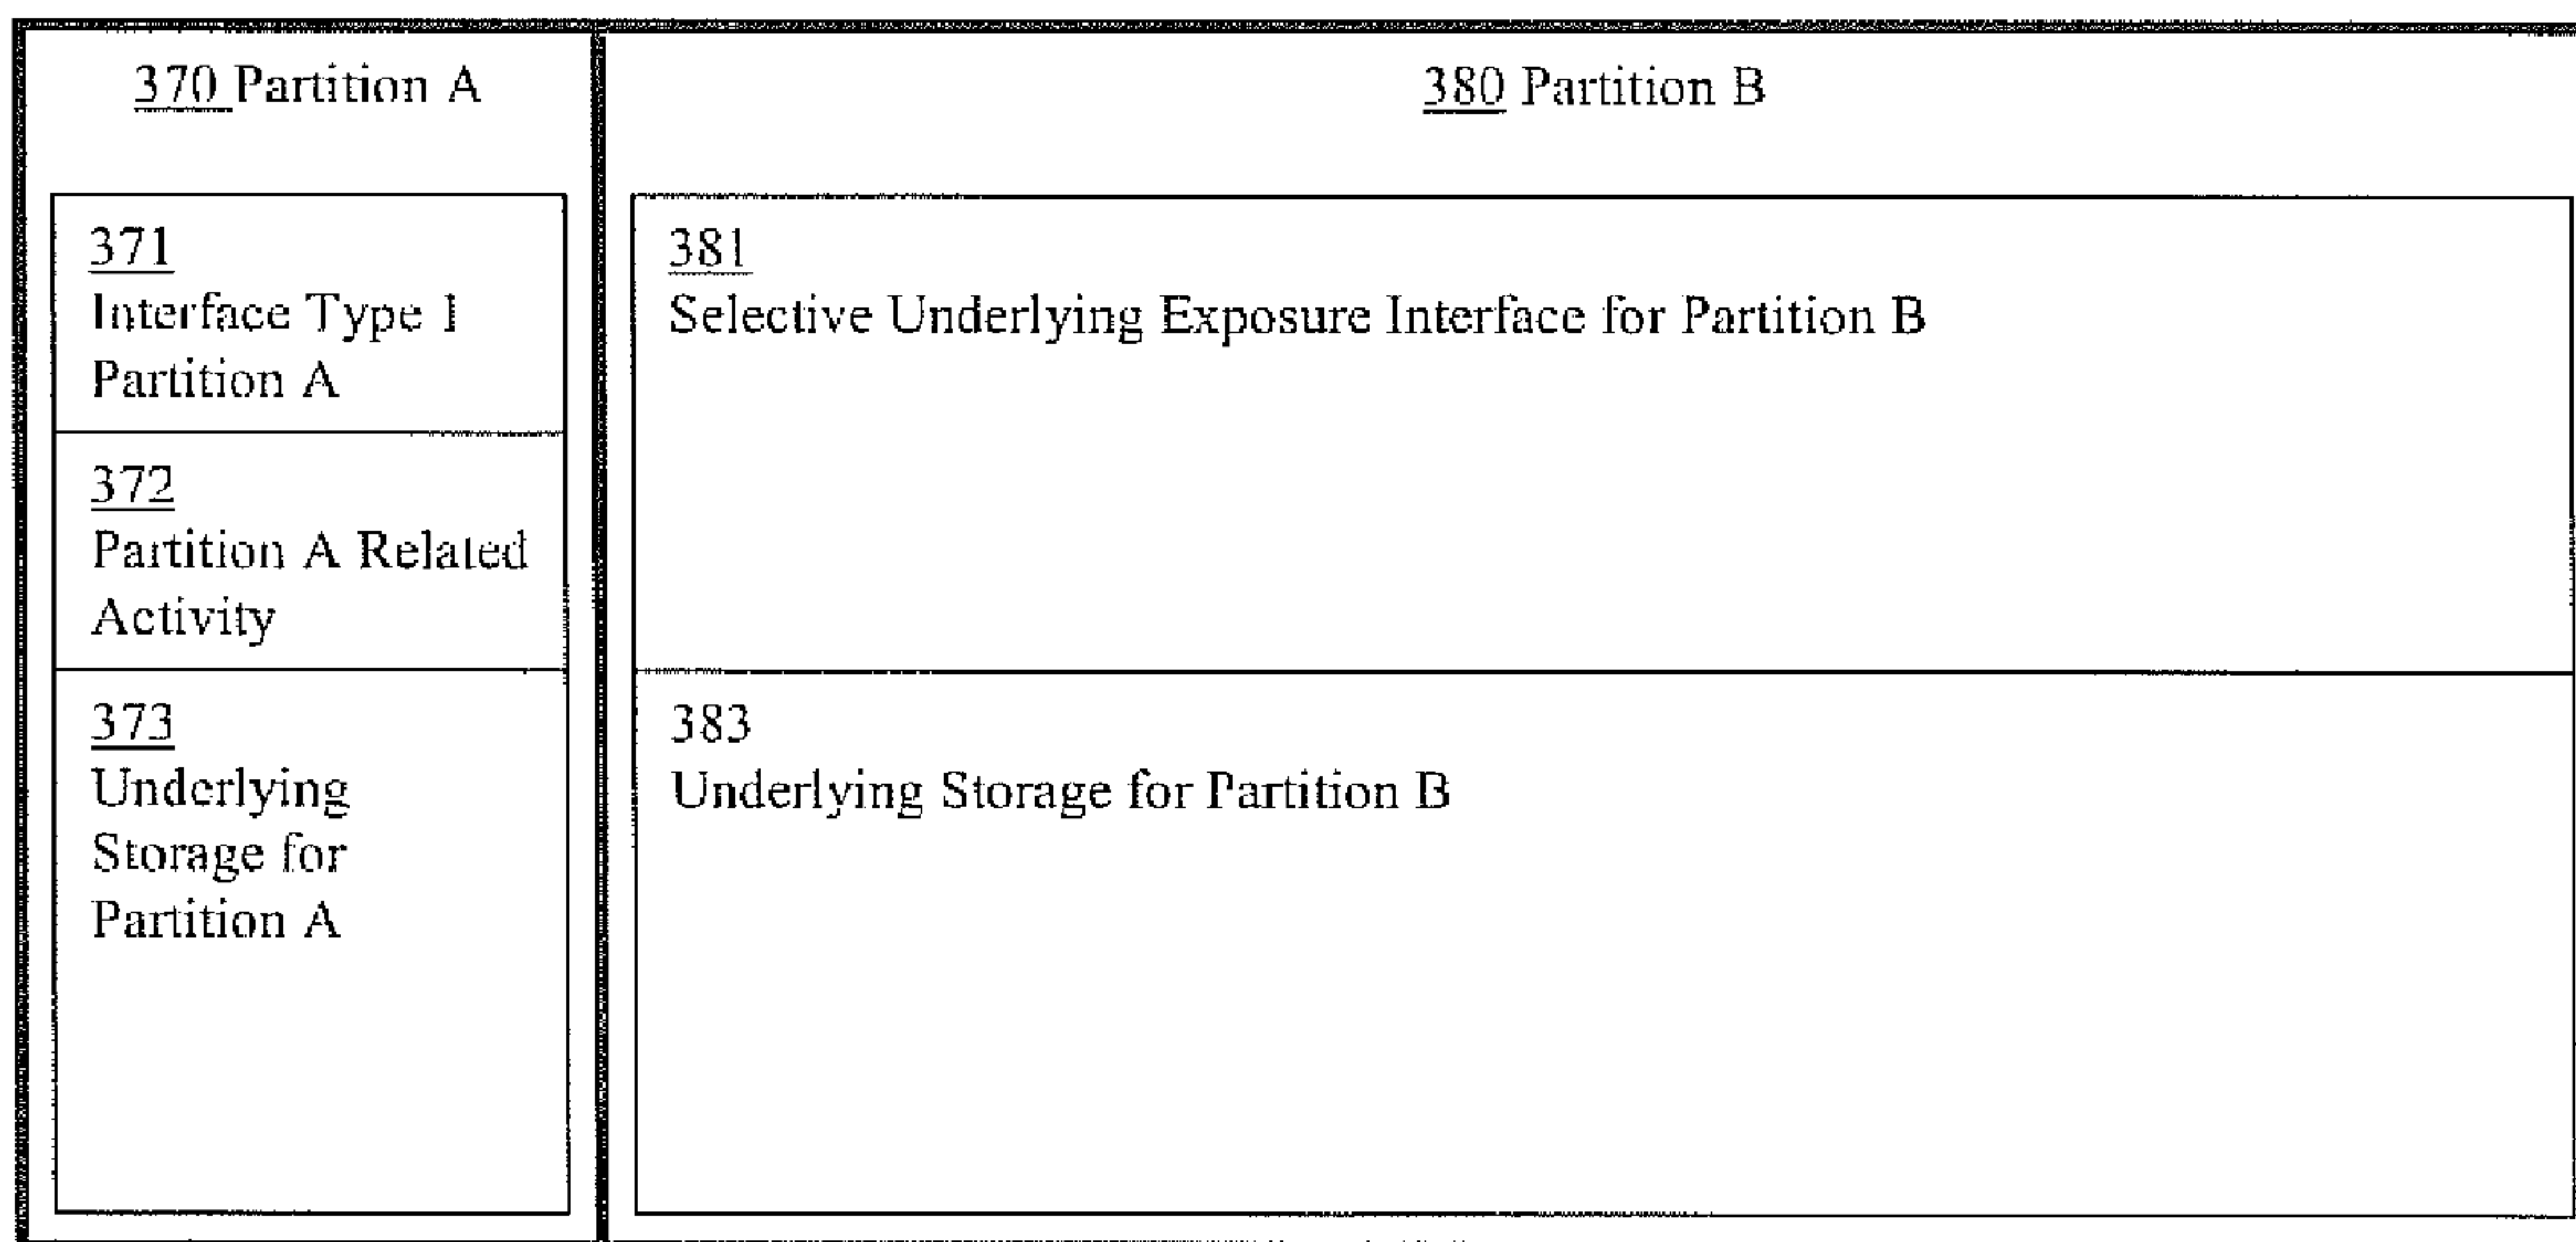 370 Partition A
380 Partition B
371
Interface Type 1
Partition A
372
Partition A Related
Activity
373
Underlying
Storage for
Partition A
381
Selective Underlying Exposure Interface for Partition B
383
Underlying Storage for Partition B